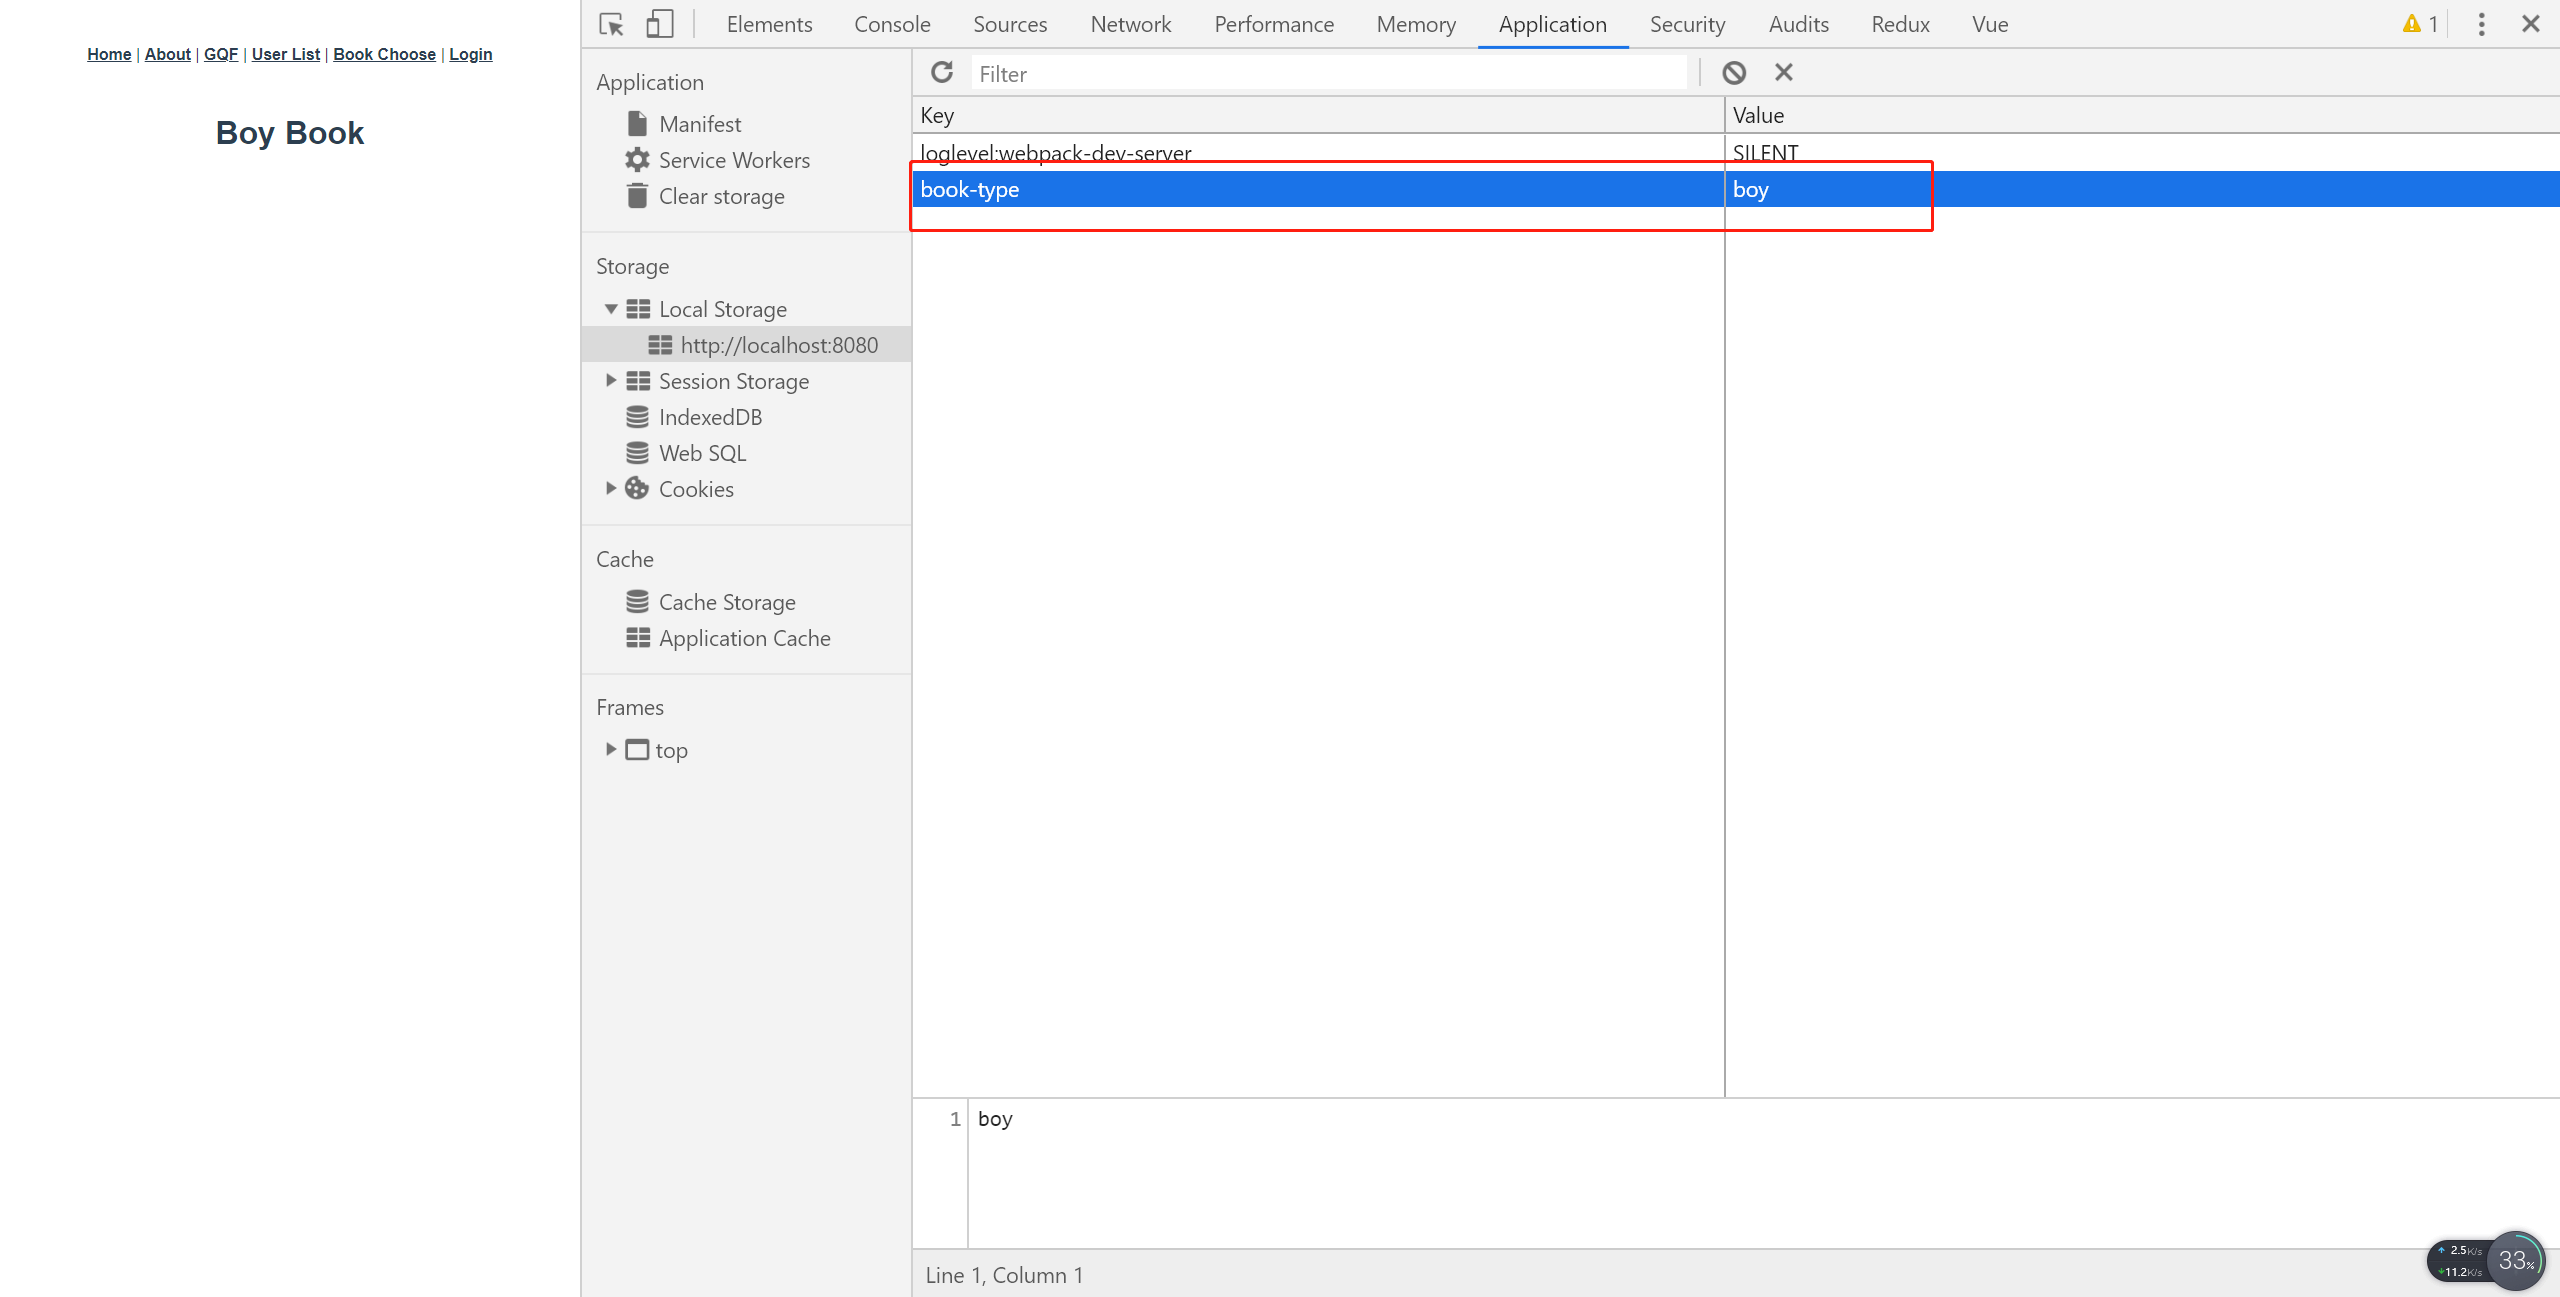 Home | About | GQF | User List | Book Choose | Login
Boy Book
Elements Console Sources Network Performance Memory Application Security Audits Redux Vue 1
Application
Manifest
Service Workers
Clear storage
Storage
Local Storage
http://localhost:8080
Session Storage
IndexedDB
Web SQL
Cookies
Cache
Cache Storage
Application Cache
Frames
top
Filter
Key Value
loglevel:webpack-dev-server SILENT
book-type boy
1 boy
Line 1, Column 1
2.5K/s
11.2K/s
33%